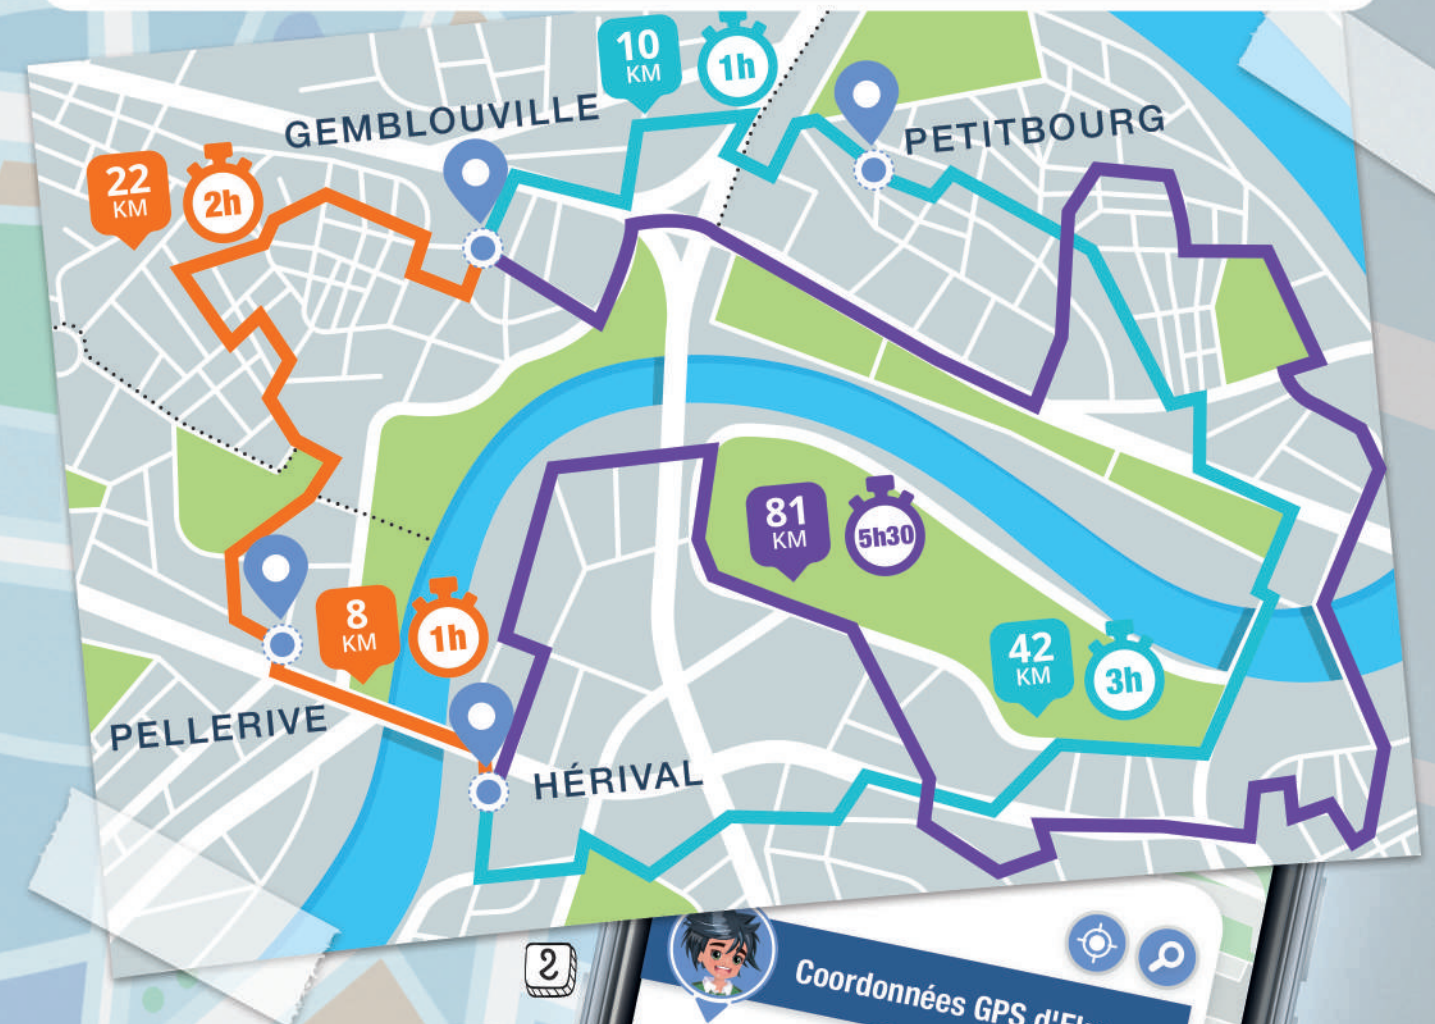 10
KM
1h
GEMBLOUVILLE
PETITBOURG
22
KM
2h
81
KM
5h30
8
KM
1h
42
KM
3h
PELLERIVE
HÉRIVAL
2
Coordonnées GPS